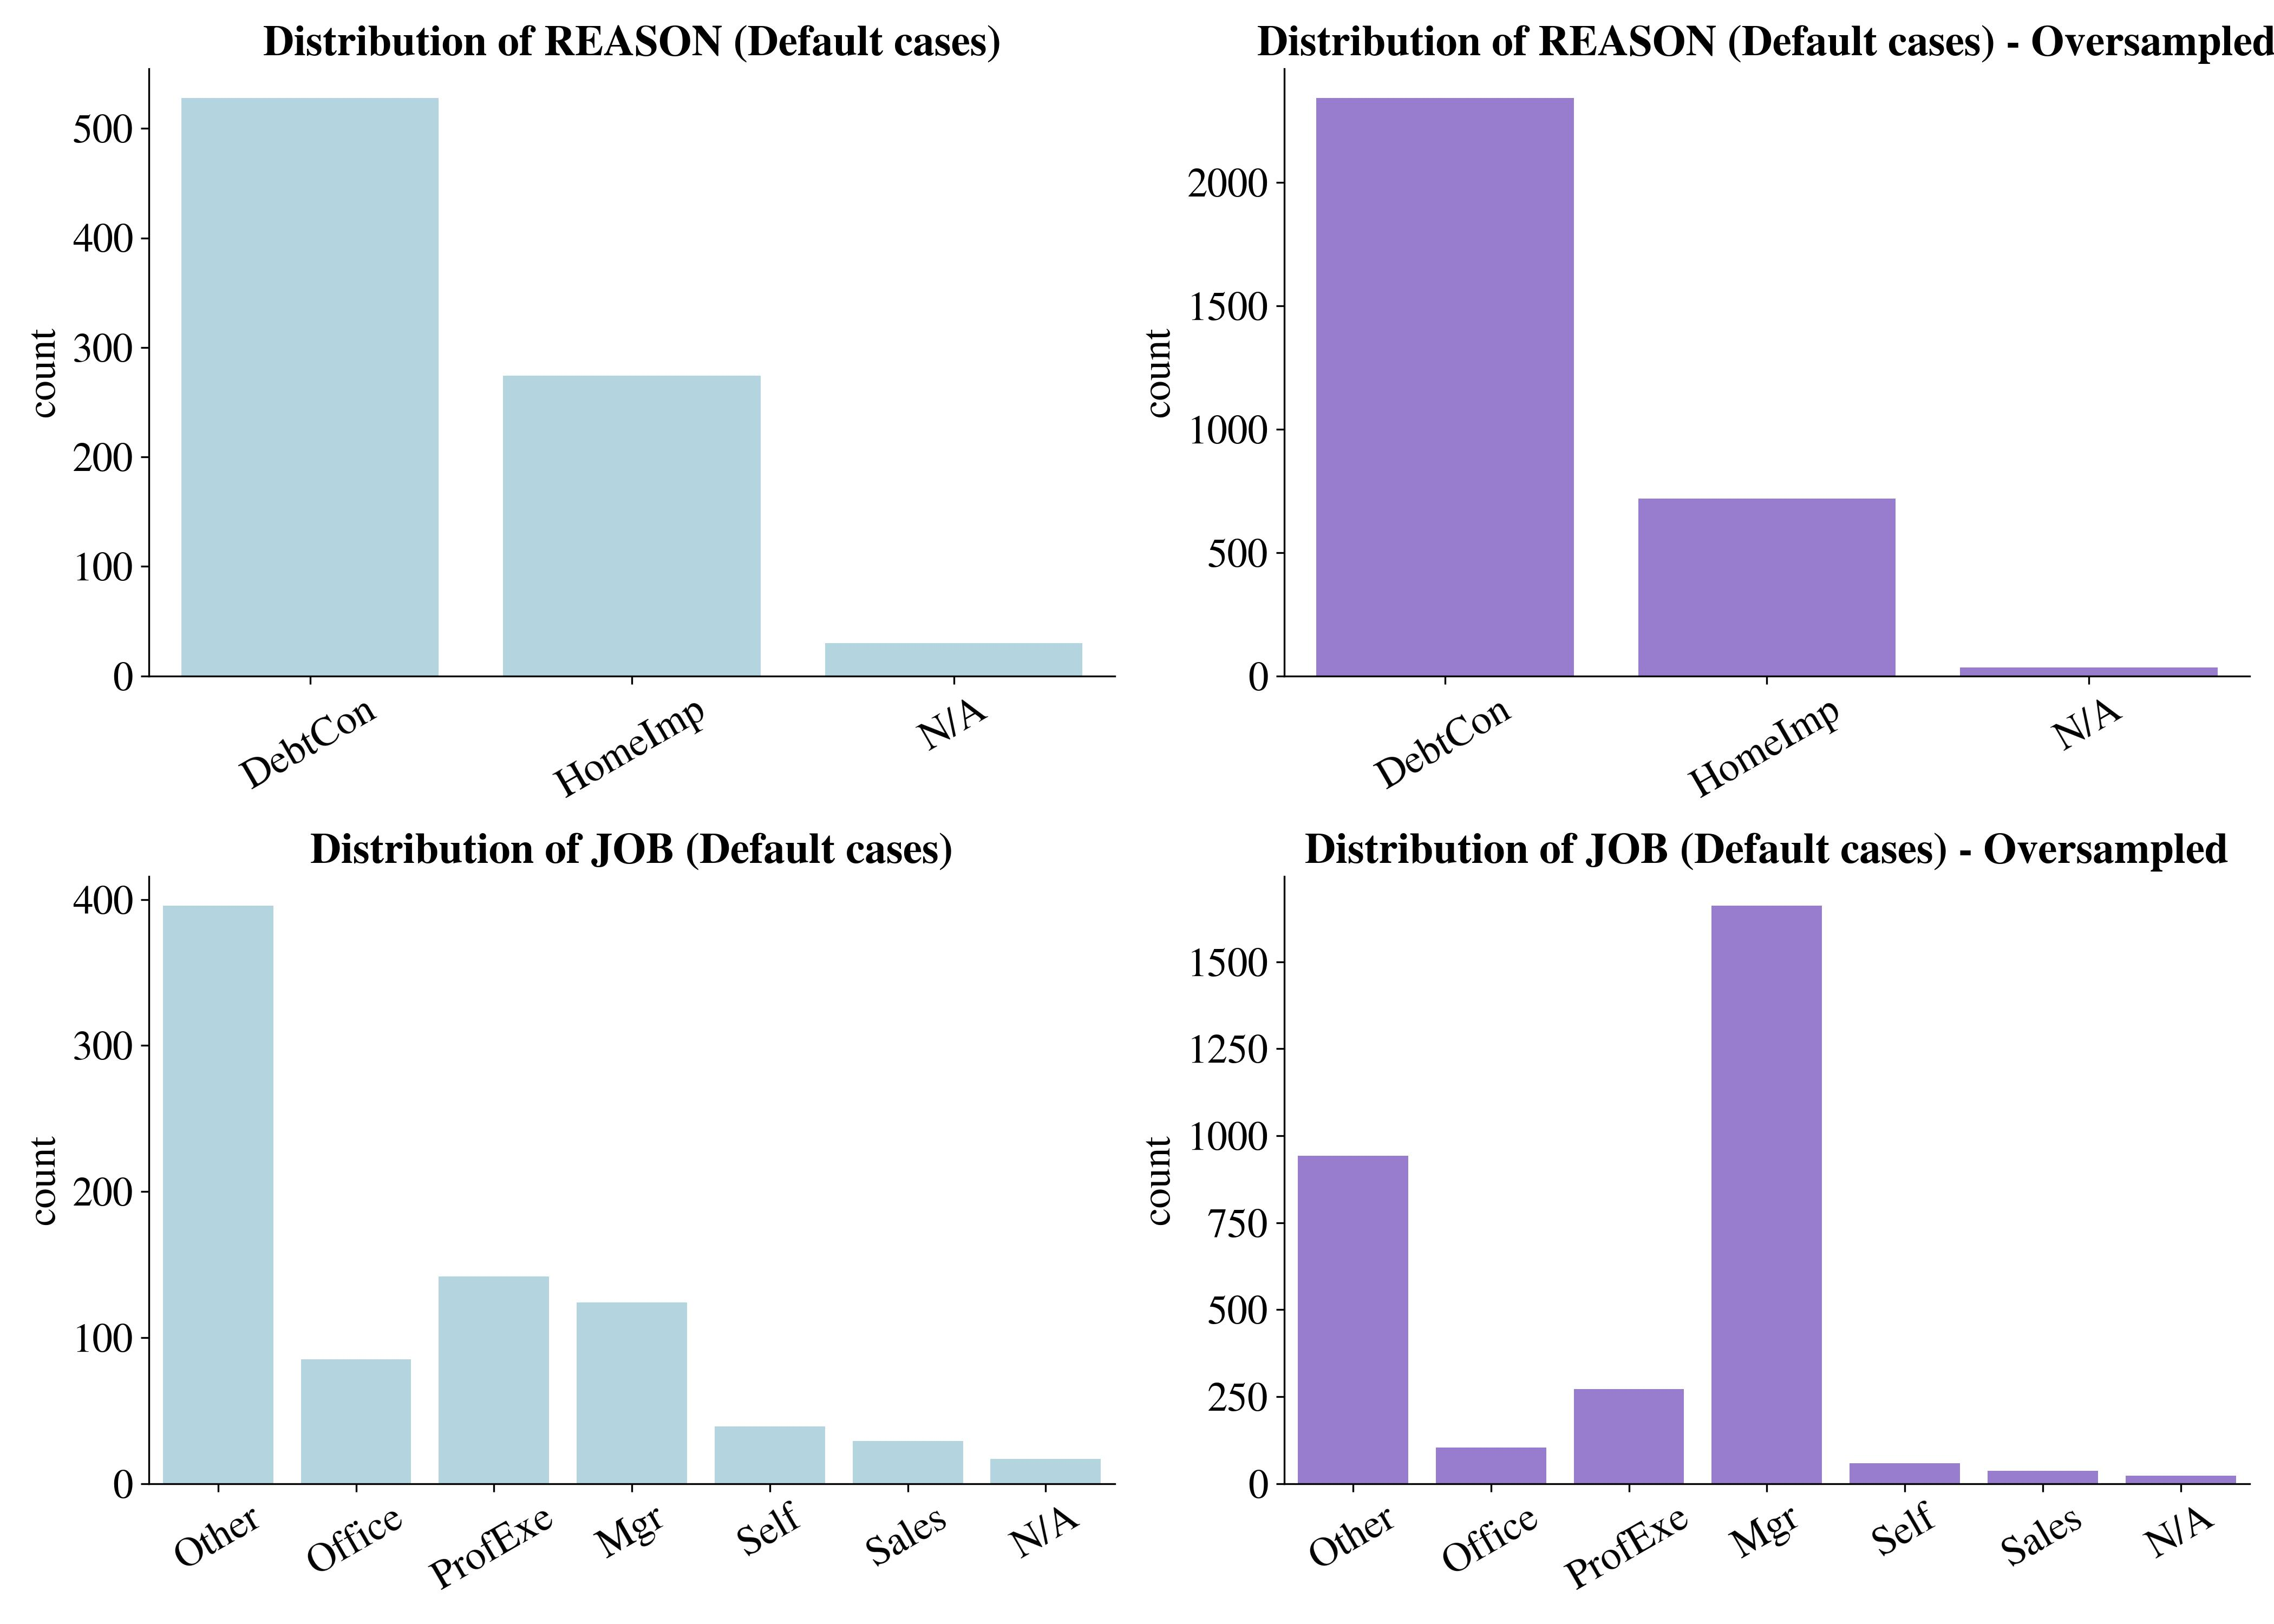 Distribution of REASON (Default cases)
count
500
400
300
200
100
0
DebtCon
HomeImp
N/A
Distribution of REASON (Default cases) - Oversampled
count
2000
1500
1000
500
0
DebtCon
HomeImp
N/A
Distribution of JOB (Default cases)
count
400
300
200
100
0
Other
Office
ProfExe
Mgr
Self
Sales
N/A
Distribution of JOB (Default cases) - Oversampled
count
1500
1250
1000
750
500
250
0
Other
Office
ProfExe
Mgr
Self
Sales
N/A